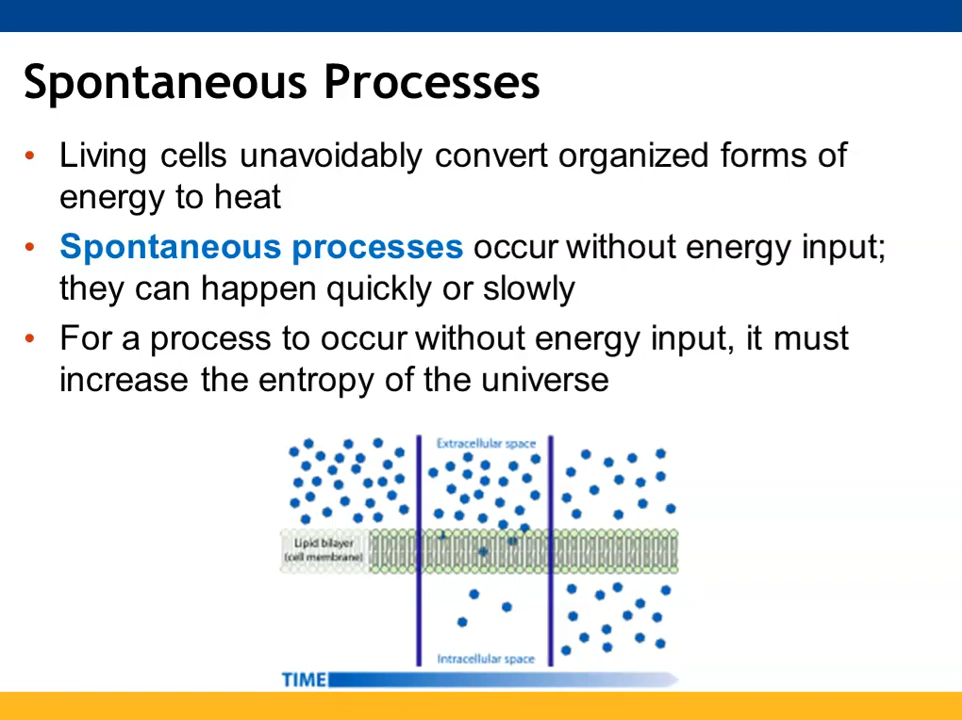 Spontaneous Processes
• Living cells unavoidably convert organized forms of
energy to heat
• Spontaneous processes occur without energy input;
they can happen quickly or slowly
• For a process to occur without energy input, it must
increase the entropy of the universe
Extracellular space
Lipid bilayer
(cell membrane)
Intracellular space
TIME